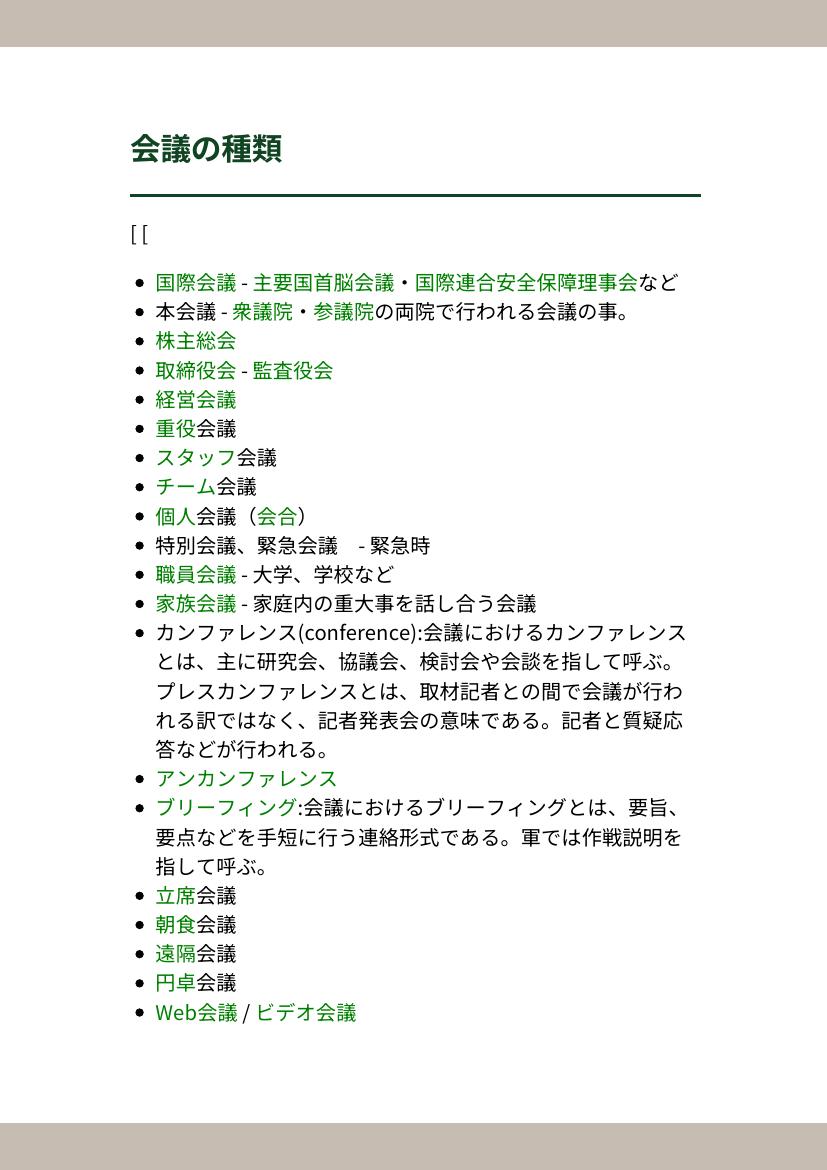 会議の種類
[ [
国際会議 - 主要国首脳会議・国際連合安全保障理事会など
本会議 - 衆議院・参議院の両院で行われる会議の事。
株主総会
取締役会 - 監査役会
経営会議
重役会議
スタッフ会議
チーム会議
個人会議（会合）
特別会議、緊急会議　- 緊急時
職員会議 - 大学、学校など
家族会議 - 家庭内の重大事を話し合う会議
カンファレンス(conference):会議におけるカンファレンス
とは、主に研究会、協議会、検討会や会談を指して呼ぶ。
プレスカンファレンスとは、取材記者との間で会議が行わ
れる訳ではなく、記者発表会の意味である。記者と質疑応
答などが行われる。
アンカンファレンス
ブリーフィング:会議におけるブリーフィングとは、要旨、
要点などを手短に行う連絡形式である。軍では作戦説明を
指して呼ぶ。
立席会議
朝食会議
遠隔会議
円卓会議
Web会議 / ビデオ会議